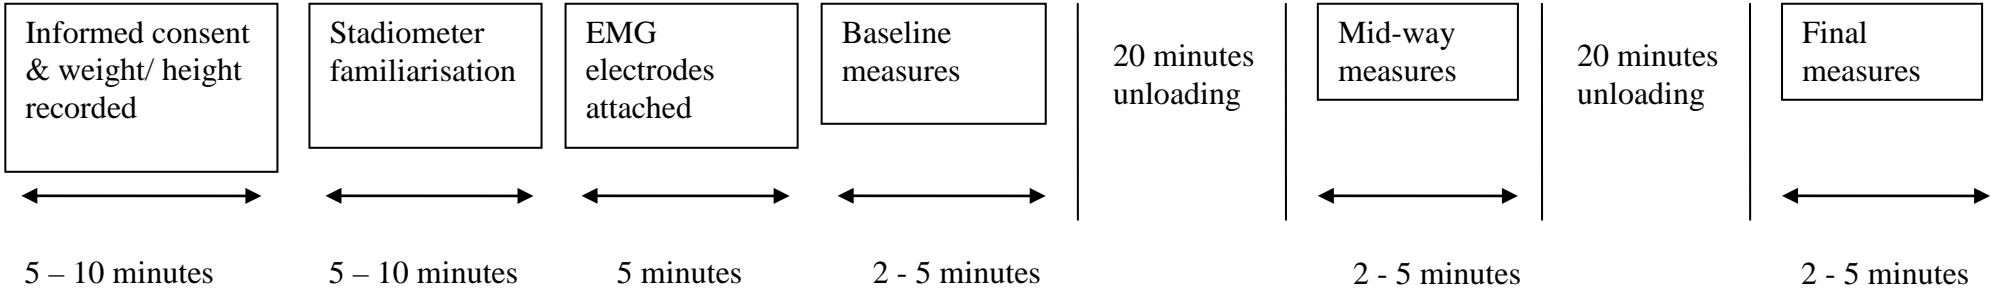 Informed consent
& weight/ height
recorded
Stadiometer
familiarisation
EMG
electrodes
attached
Baseline
measures
20 minutes
unloading
Mid-way
measures
20 minutes
unloading
Final
measures
5 – 10 minutes
5 – 10 minutes
5 minutes
2 - 5 minutes
2 - 5 minutes
2 - 5 minutes